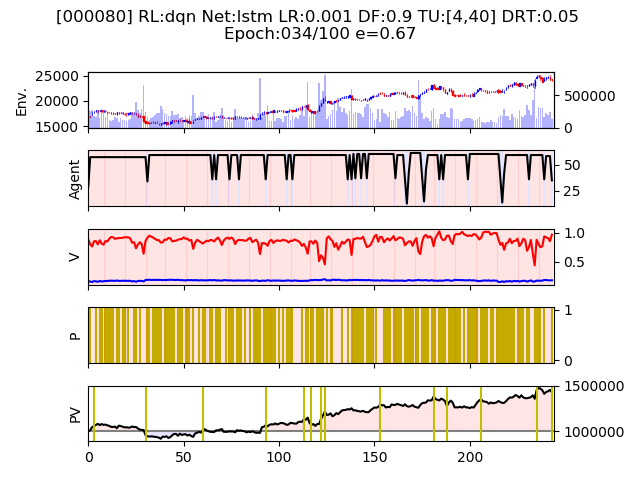 [000080] RL:dqn Net:lstm LR:0.001 DF:0.9 TU:[4,40] DRT:0.05
Epoch:034/100 e=0.67
Env.
25000
20000
15000
500000
0
Agent
50
25
V
1.0
0.5
P
1
0
PV
1500000
1000000
0 50 100 150 200